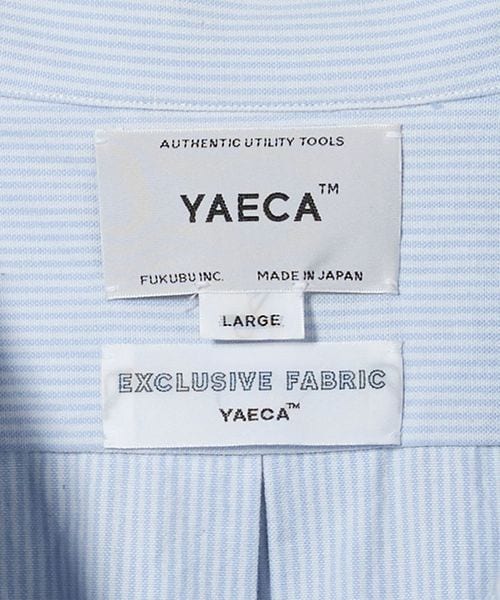 AUTHENTIC UTILITY TOOLS
YAECA™
FUKUBU INC. MADE IN JAPAN
LARGE
EXCLUSIVE FABRIC
YAECA™